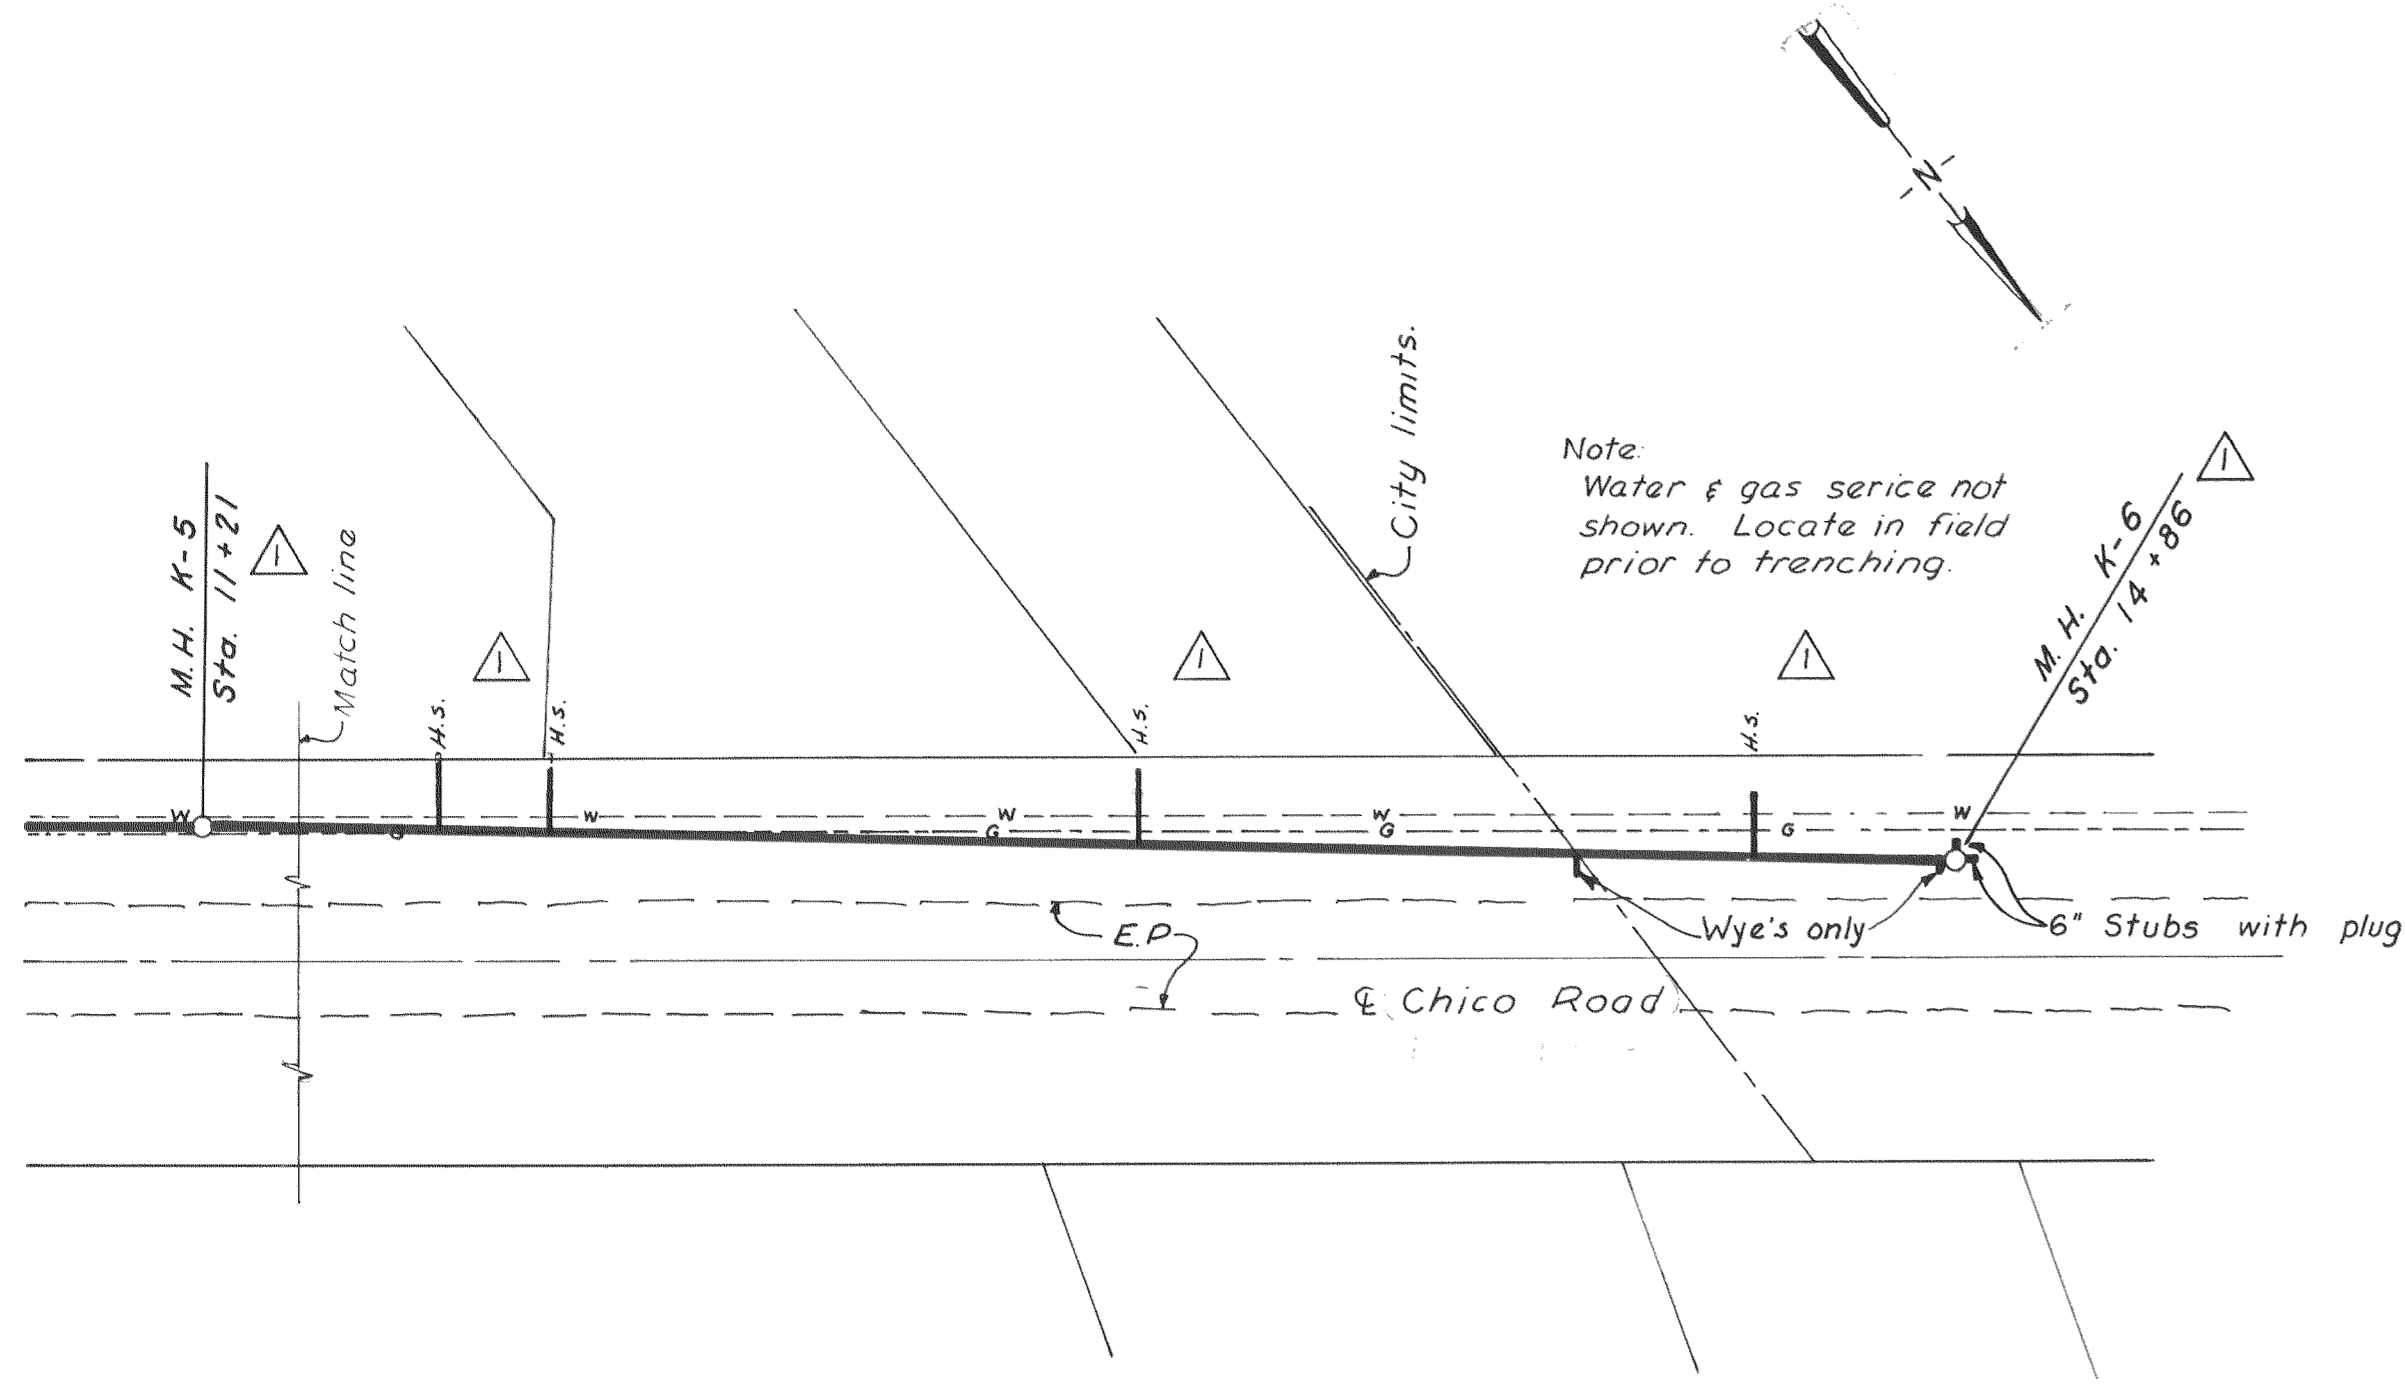 N
City limits.
Note:
Water & gas serice not
shown. Locate in field
prior to trenching.
M.H. K-5
Sta. 11+21
1
Match line
M.H. K-6
Sta. 14+86
1
1
1
1
H.S.
H.S.
H.S.
H.S.
W
W
W
W
W
G
G
G
G
E.P
Wye's only
6" Stubs with plug
℄ Chico Road